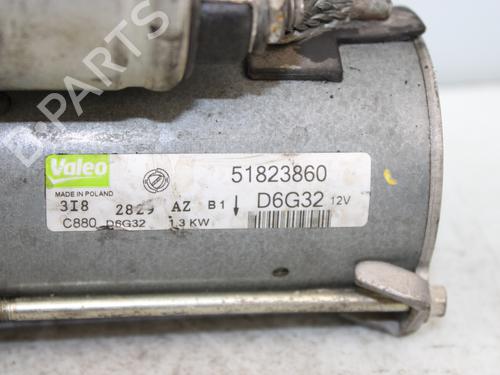 B-PARTS
Valeo
MADE IN POLAND
51823860
3I8 2829 AZ B1 D6G32 12V
C880 D6G32 1,3 KW